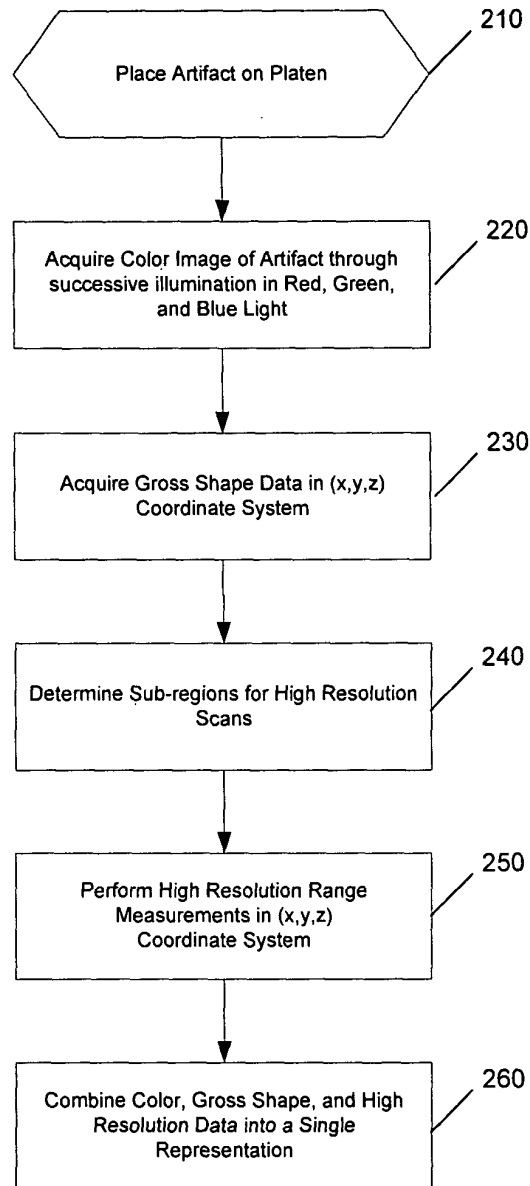 210
Place Artifact on Platen
220
Acquire Color Image of Artifact through
successive illumination in Red, Green,
and Blue Light
230
Acquire Gross Shape Data in (x,y,z)
Coordinate System
240
Determine Sub-regions for High Resolution
Scans
250
Perform High Resolution Range
Measurements in (x,y,z)
Coordinate System
260
Combine Color, Gross Shape, and High
Resolution Data into a Single
Representation